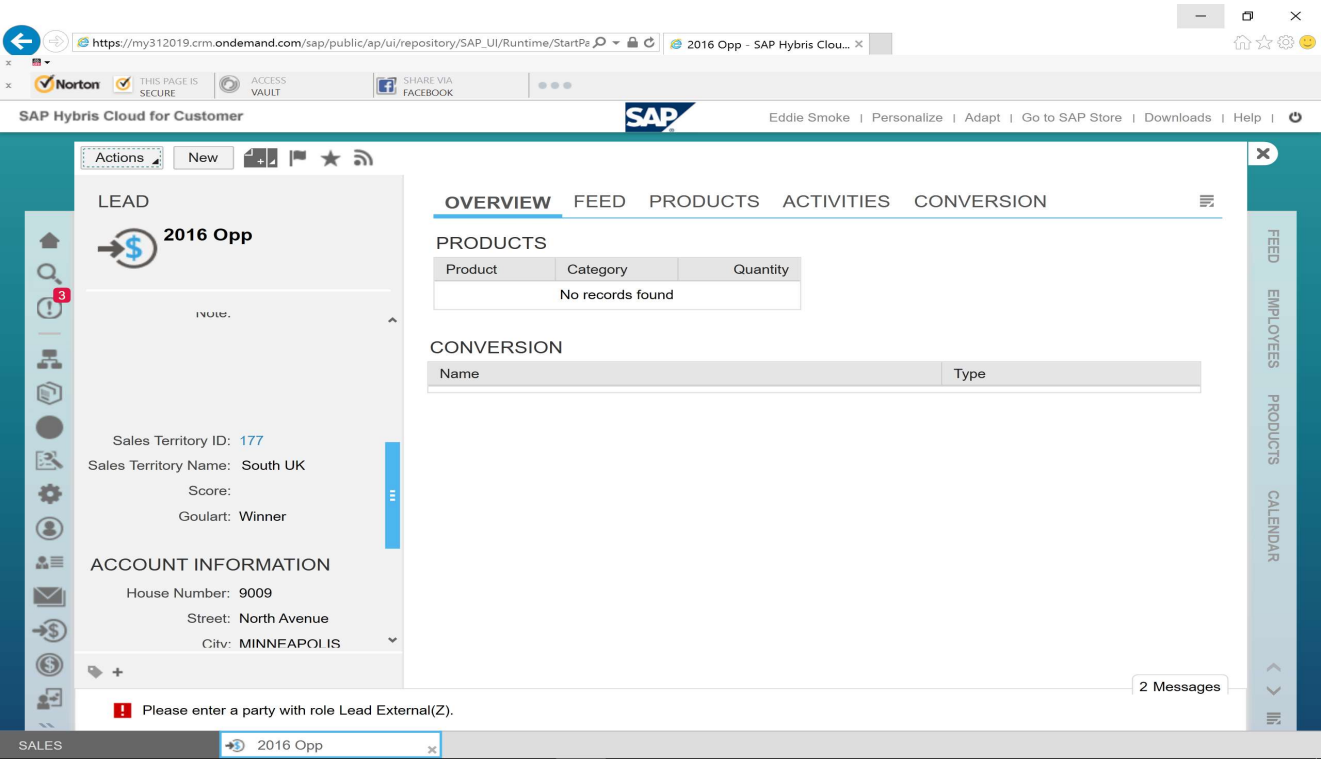 https://my312019.crm.ondemand.com/sap/public/ap/ui/repository/SAP_UI/Runtime/StartPa
2016 Opp - SAP Hybris Clou... ×
Norton
THIS PAGE IS
SECURE
ACCESS
VAULT
SHARE VIA
FACEBOOK
SAP Hybris Cloud for Customer
SAP
Eddie Smoke | Personalize | Adapt | Go to SAP Store | Downloads | Help |
Actions New
LEAD
2016 Opp
Note:
Sales Territory ID: 177
Sales Territory Name: South UK
Score:
Goulart: Winner
ACCOUNT INFORMATION
House Number: 9009
Street: North Avenue
City: MINNEAPOLIS
OVERVIEW FEED PRODUCTS ACTIVITIES CONVERSION
PRODUCTS
Product Category Quantity
No records found
CONVERSION
Name Type
3
FEED
EMPLOYEES
PRODUCTS
CALENDAR
2 Messages
Please enter a party with role Lead External(Z).
SALES
2016 Opp ×